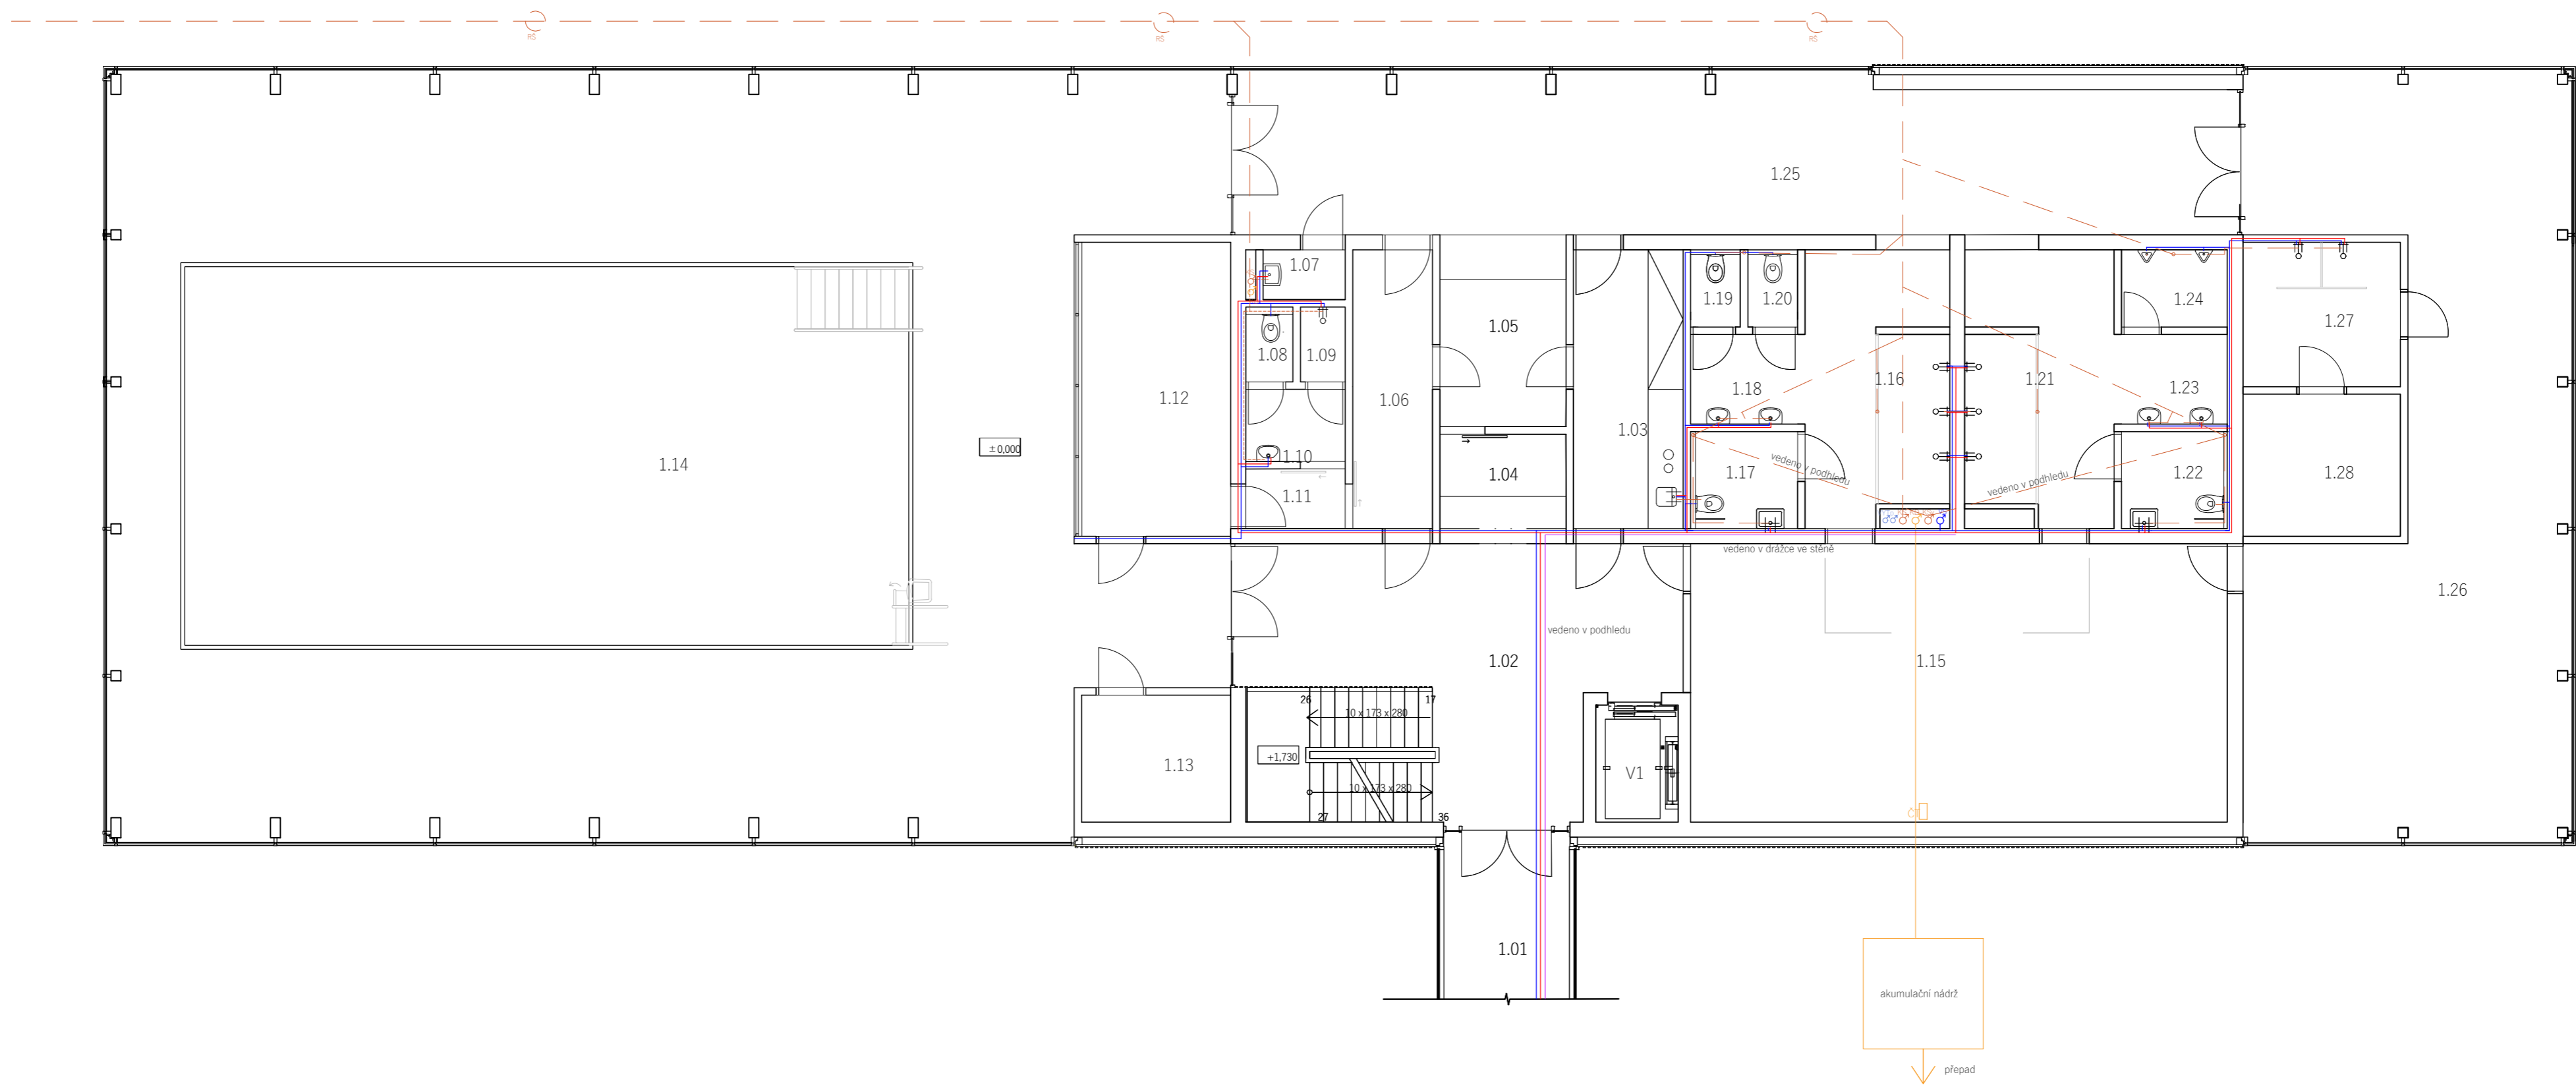 RŠ
RŠ
RŠ
1.25
1.07
1.19
1.20
1.24
1.27
1.05
1.08
1.09
1.12
1.06
1.18
1.16
1.21
1.23
1.03
±0,000
1.14
1.10
1.04
1.17
vedeno v podhledu
vedeno v podhledu
1.22
1.28
1.11
vedeno v drážce ve stěně
1.26
vedeno v podhledu
1.02
1.15
26
17
10 x 173 x 280
+1,730
1.13
V1
10 x 173 x 280
27
36
ČT
1.01
akumulační nádrž
přepad